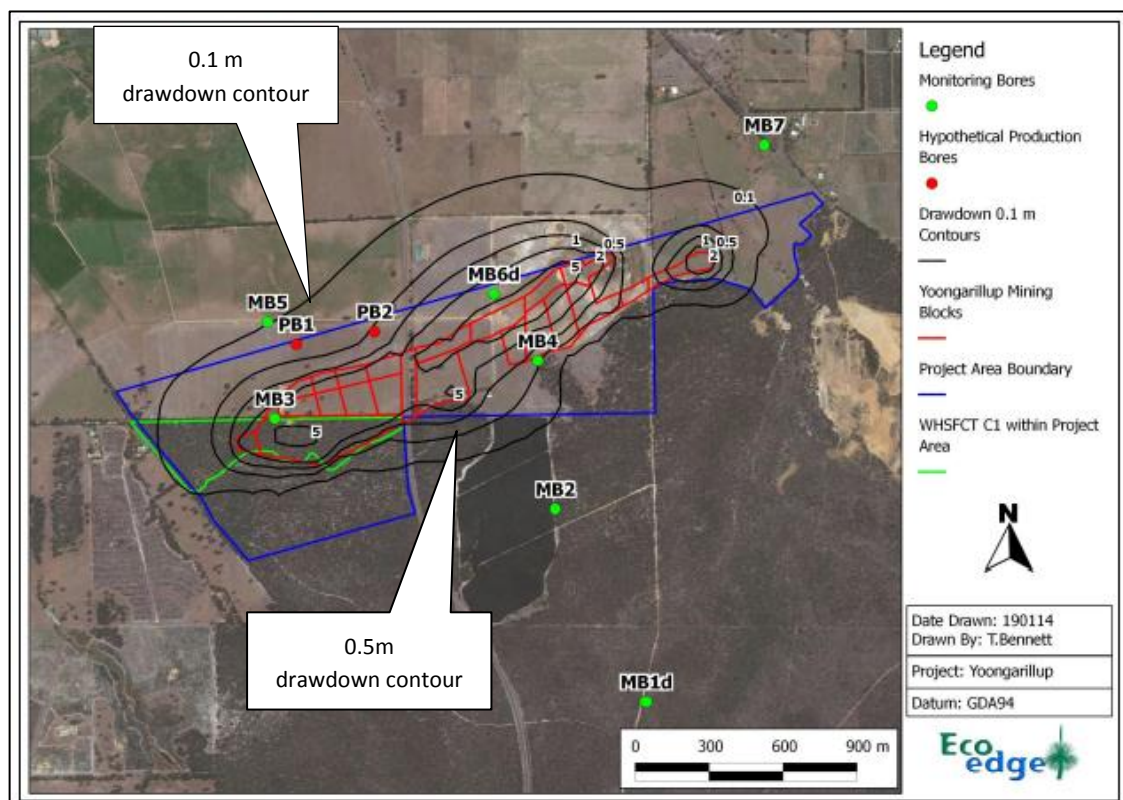 0.1 m
drawdown contour
MB7
0.1
1
0.5
2
5
1
0.5
2
MB6d
MB5
PB1
PB2
MB4
5
MB3
5
MB2
0.5m
drawdown contour
MB1d
0 300 600 900 m
Legend
Monitoring Bores
Hypothetical Production
Bores
Drawdown 0.1 m
Contours
Yoongarillup Mining
Blocks
Project Area Boundary
WHSFCT C1 within Project
Area
N
Date Drawn: 190114
Drawn By: T.Bennett
Project: Yoongarillup
Datum: GDA94
Eco
edge